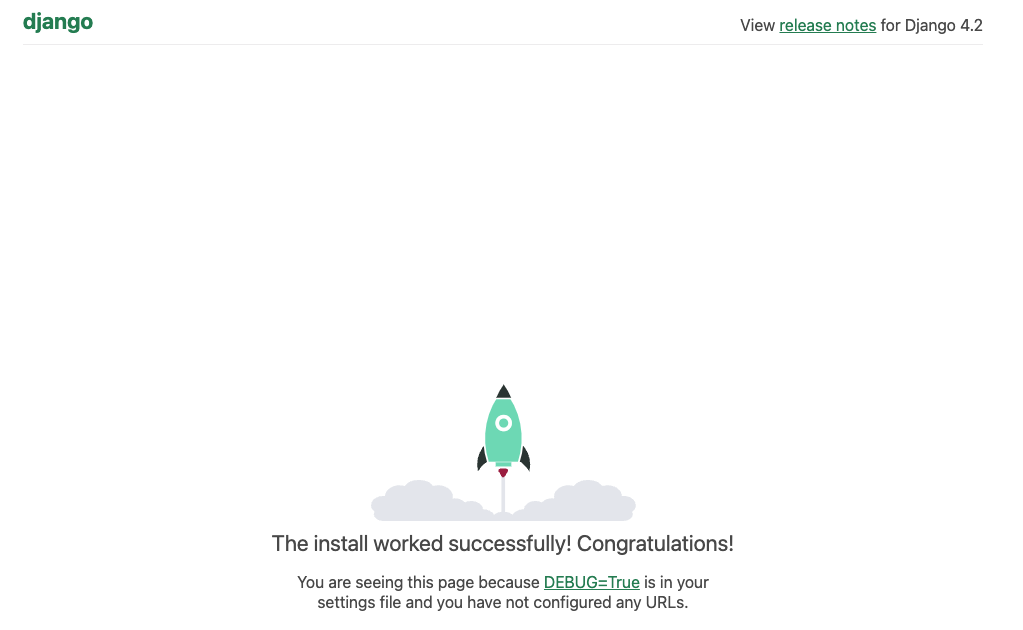 django
View release notes for Django 4.2
The install worked successfully! Congratulations!
You are seeing this page because DEBUG=True is in your
settings file and you have not configured any URLs.